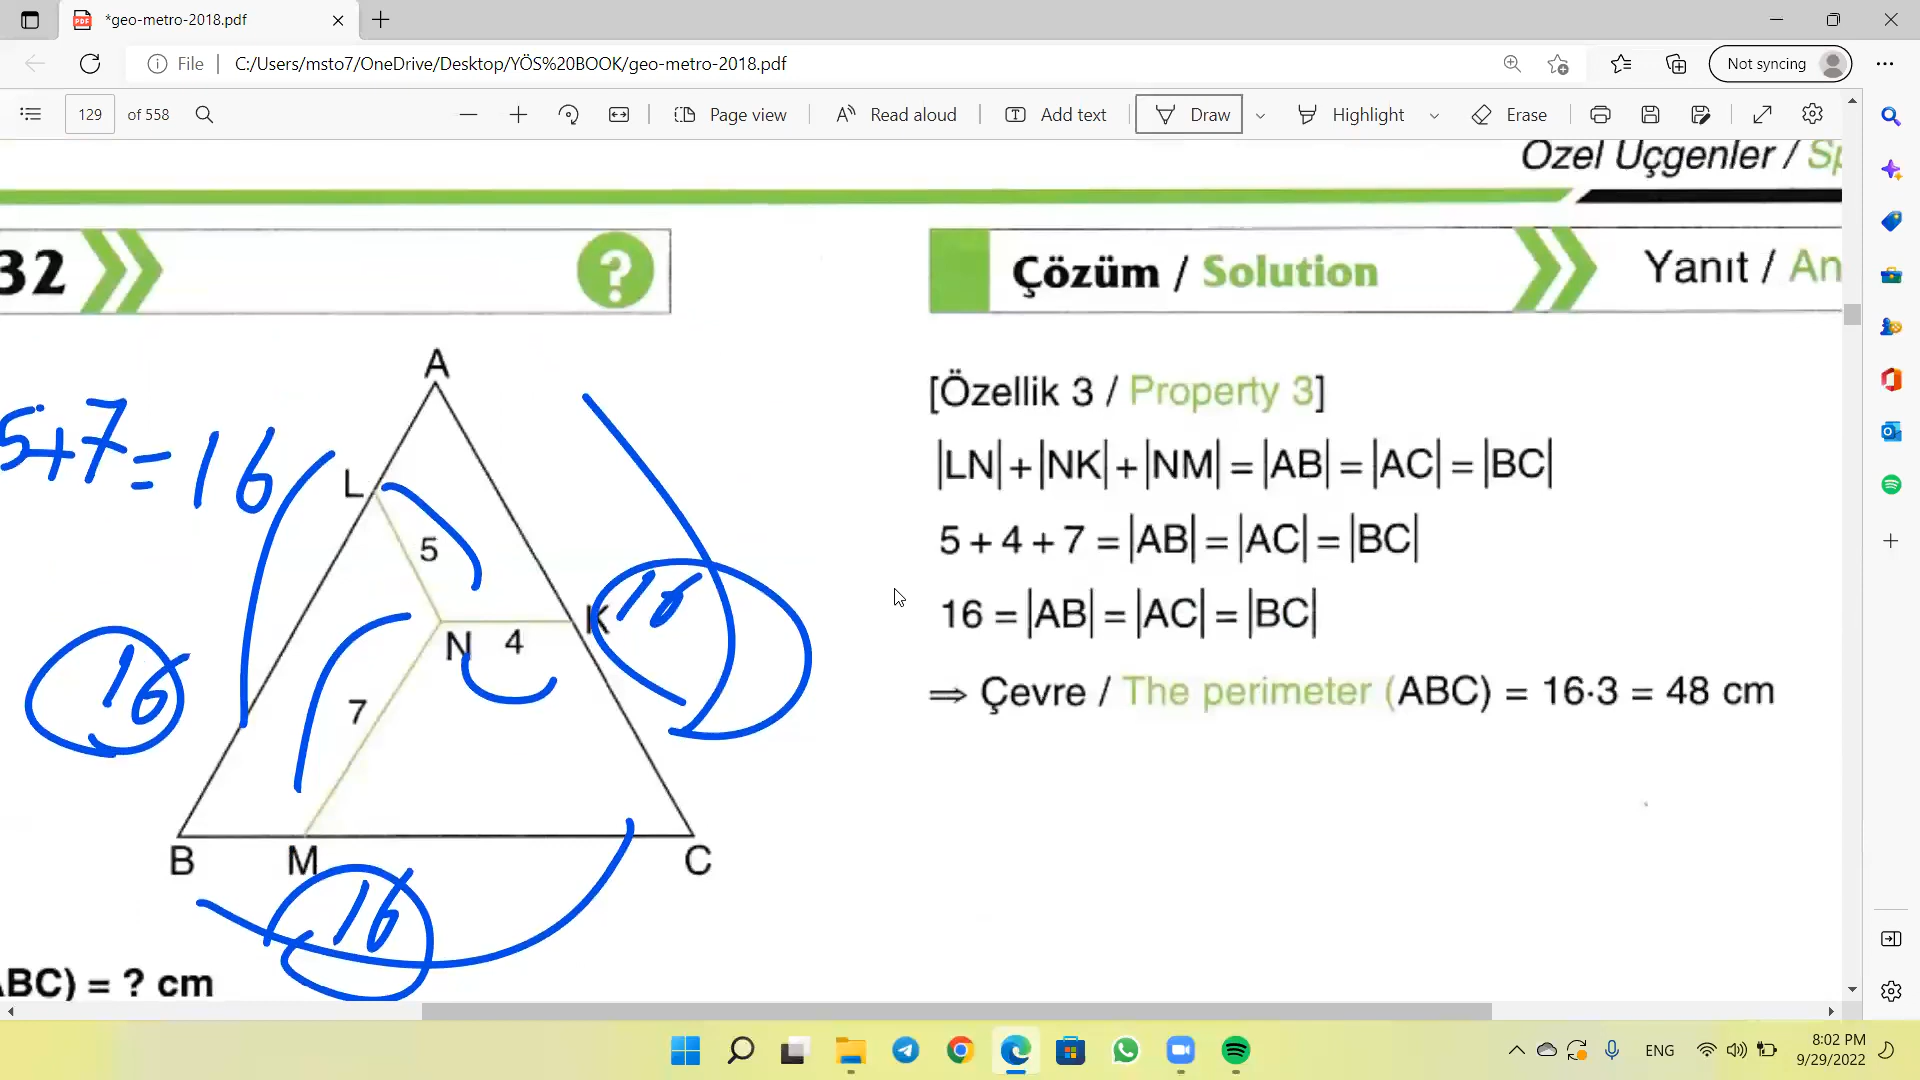 *geo-metro-2018.pdf
File
C:/Users/msto7/OneDrive/Desktop/YÖS%20BOOK/geo-metro-2018.pdf
Not syncing
129 of 558
Page view
Read aloud
Add text
Draw
Highlight
Erase
Özel Üçgenler / Sp
32
?
Çözüm / Solution
Yanıt / An
A
5+7=16
L
5
K
N 4
7
16
16
B M C
16
ABC) = ? cm
[Özellik 3 / Property 3]
|LN| + |NK| + |NM| = |AB| = |AC| = |BC|
5 + 4 + 7 = |AB| = |AC| = |BC|
16 = |AB| = |AC| = |BC|
⇒ Çevre / The perimeter (ABC) = 16·3 = 48 cm
ENG
8:02 PM
9/29/2022